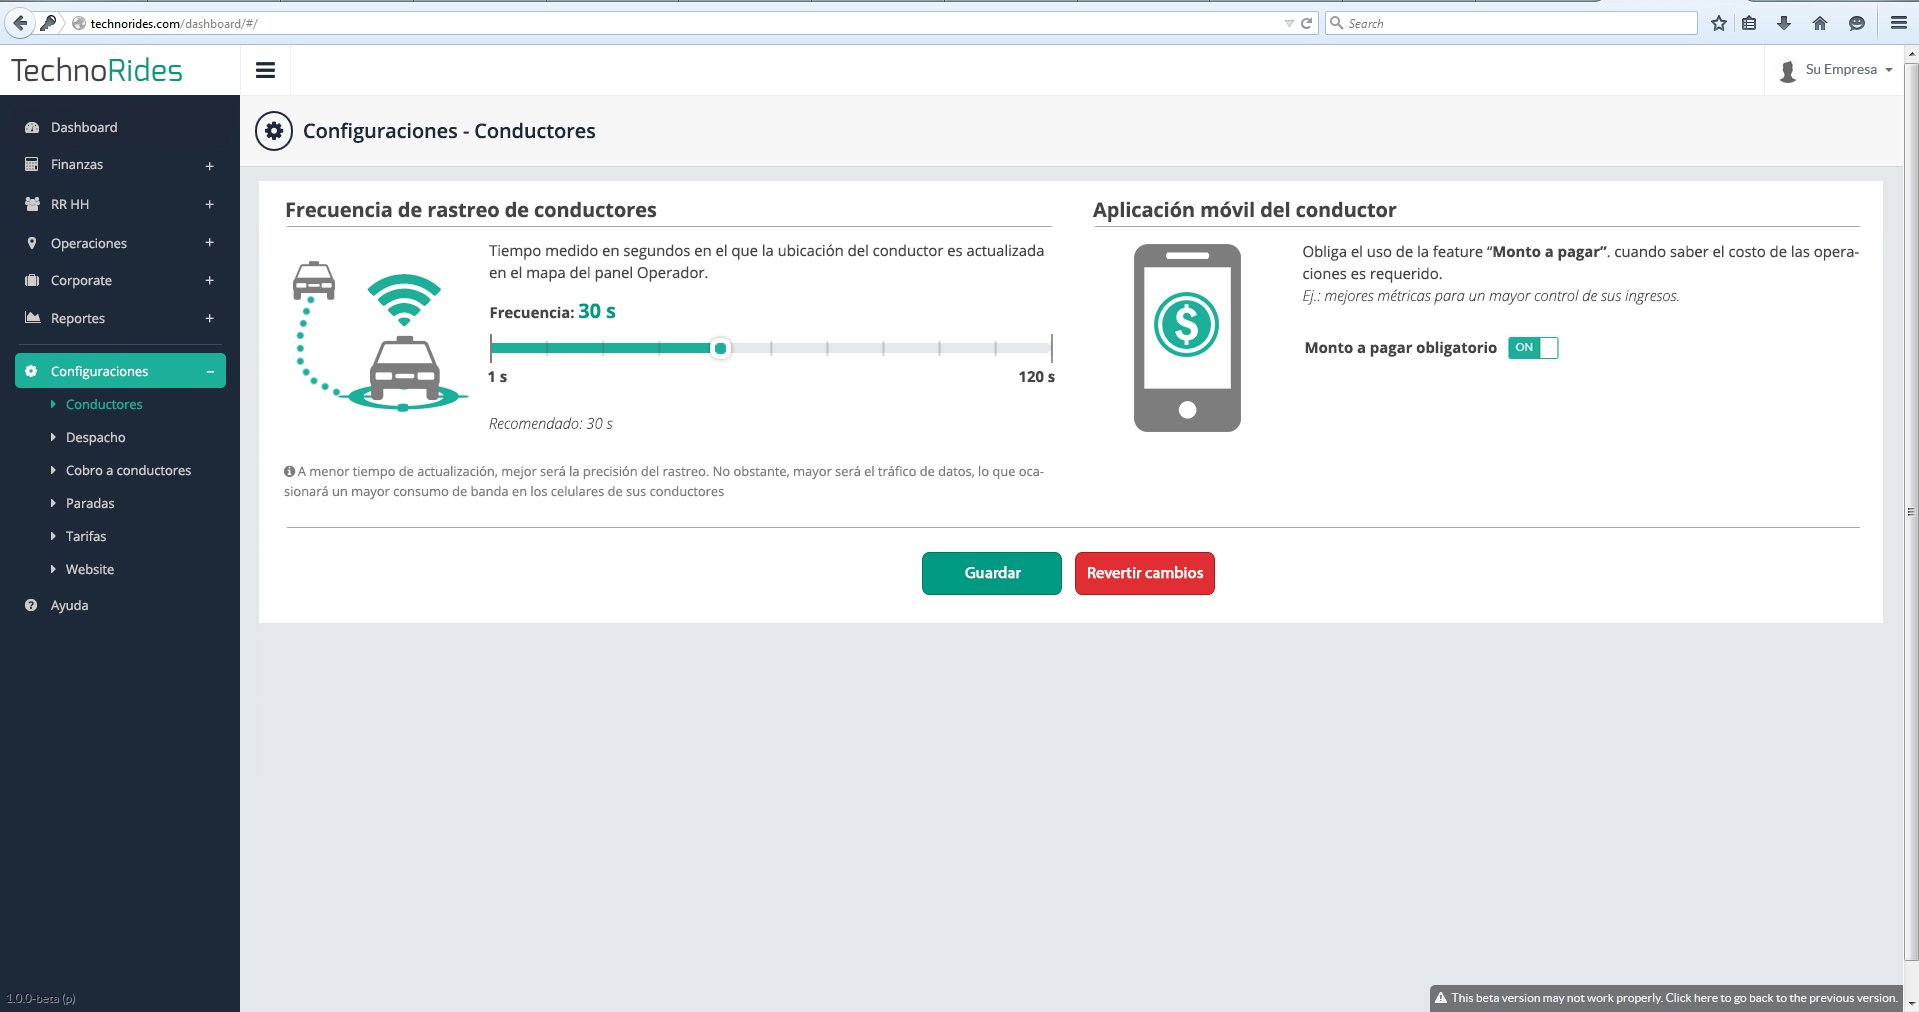 technorides.com/dashboard/#/
Search
TechnoRides
Su Empresa
Dashboard
Finanzas +
RR HH +
Operaciones +
Corporate +
Reportes +
Configuraciones –
Conductores
Despacho
Cobro a conductores
Paradas
Tarifas
Website
Ayuda
1.0.0-beta (p)
Configuraciones - Conductores
Frecuencia de rastreo de conductores
Tiempo medido en segundos en el que la ubicación del conductor es actualizada
en el mapa del panel Operador.
Frecuencia: 30 s
1 s
120 s
Recomendado: 30 s
A menor tiempo de actualización, mejor será la precisión del rastreo. No obstante, mayor será el tráfico de datos, lo que oca-
sionará un mayor consumo de banda en los celulares de sus conductores
Aplicación móvil del conductor
$
Obliga el uso de la feature “Monto a pagar”. cuando saber el costo de las opera-
ciones es requerido.
Ej.: mejores métricas para un mayor control de sus ingresos.
Monto a pagar obligatorio ON
Guardar
Revertir cambios
This beta version may not work properly. Click here to go back to the previous version.